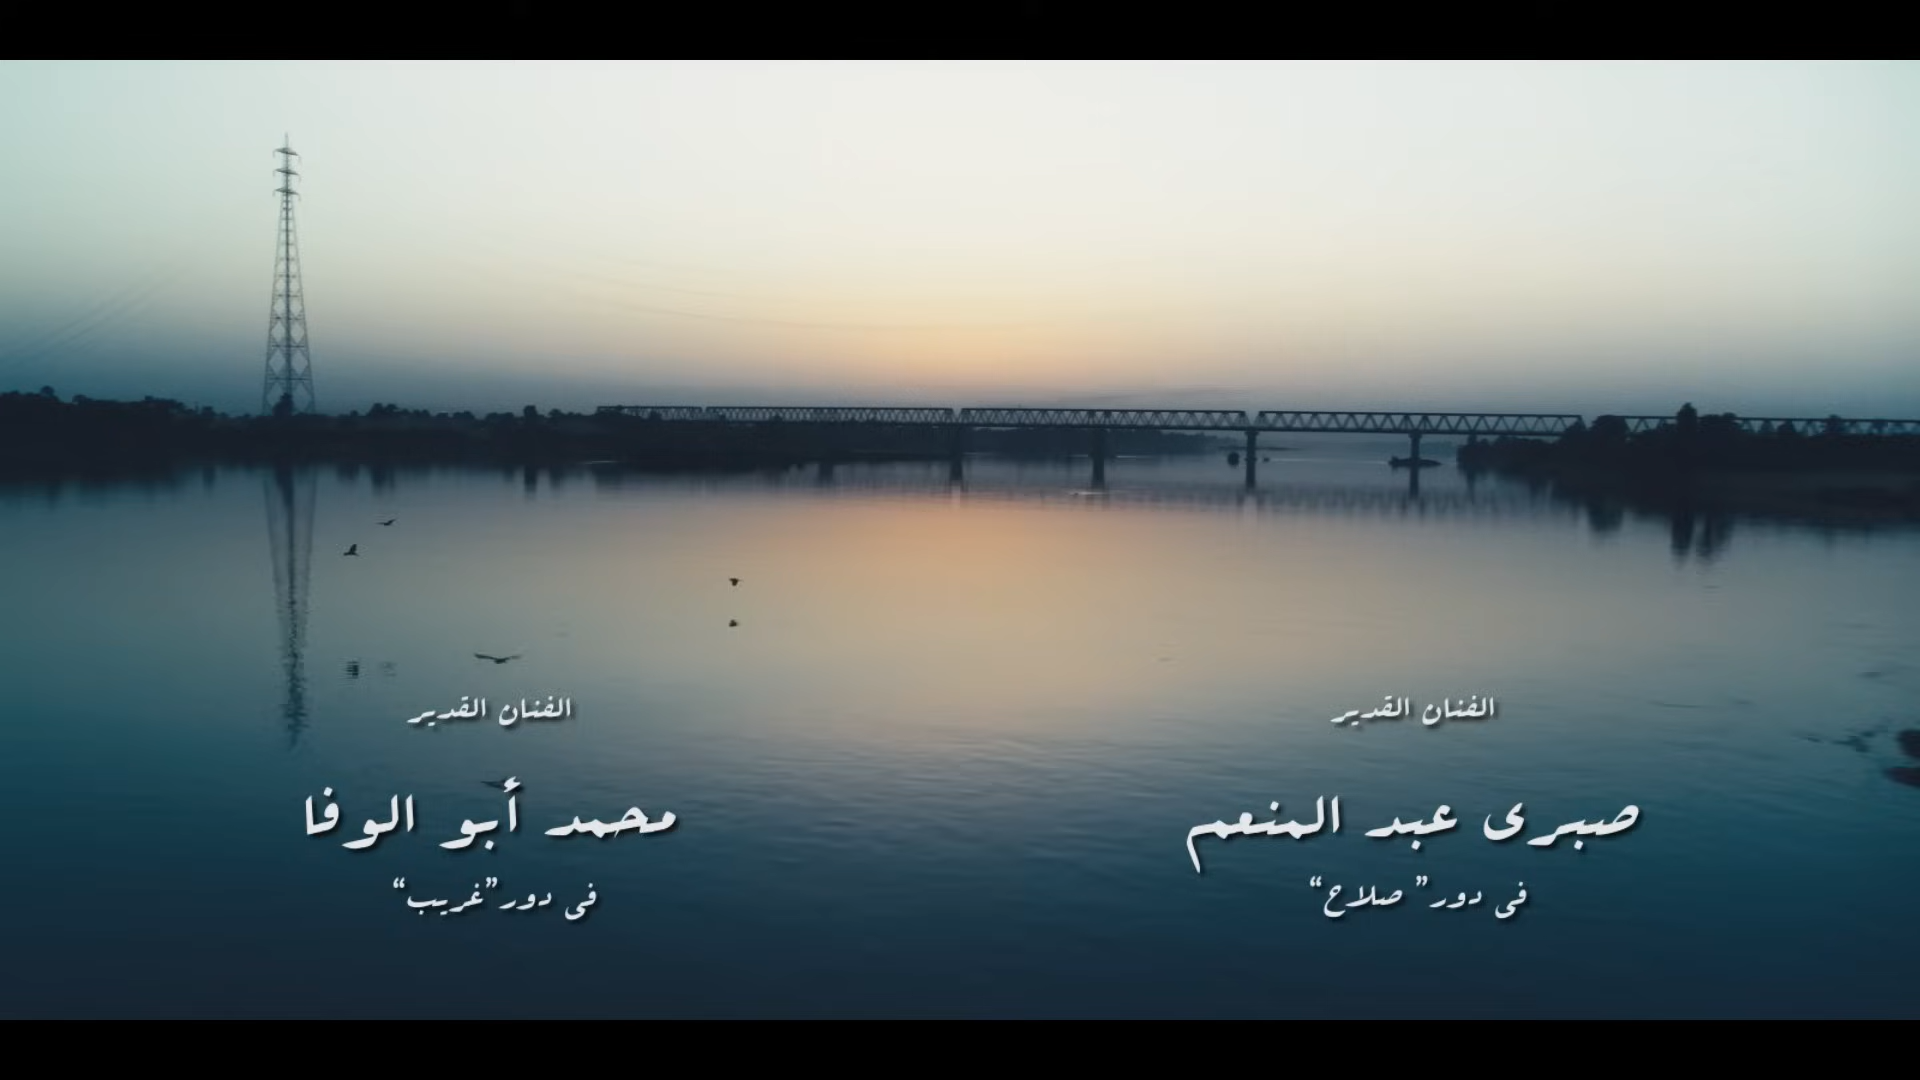 الفنان القدير
صبرى عبد المنعم
فى دور” صلاح“
الفنان القدير
محمد أبو الوفا
فى دور”غريب“